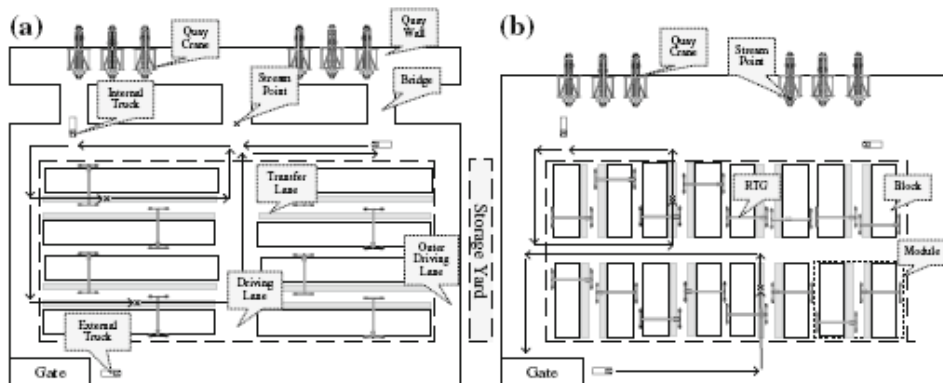 (a)
Quay
Crane
Quay
Wall
Internal
Truck
Stream
Point
Bridge
Transfer
Lane
Driving
Lane
Outer
Driving
Lane
External
Truck
Gate
Storage Yard
(b)
Quay
Crane
Stream
Point
RTG
Block
Module
Gate